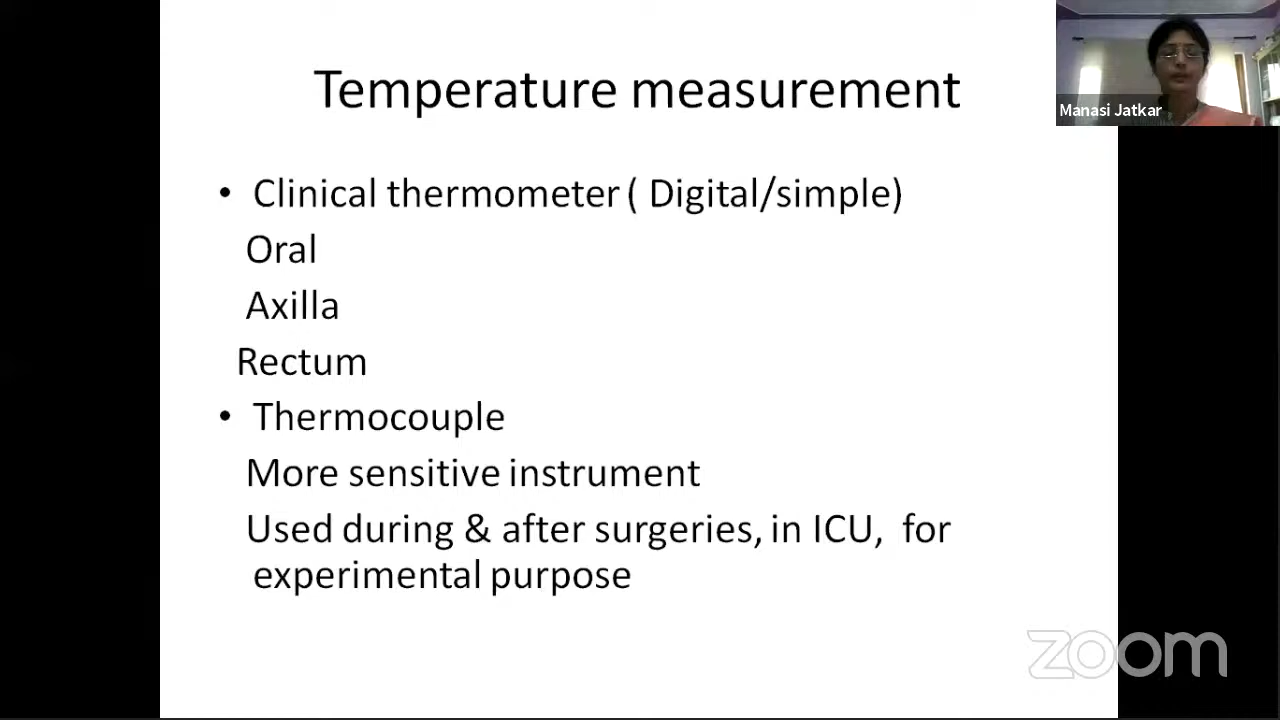 Temperature measurement
Manasi Jatkar
• Clinical thermometer ( Digital/simple)
Oral
Axilla
Rectum
• Thermocouple
More sensitive instrument
Used during & after surgeries, in ICU, for
experimental purpose
zoom